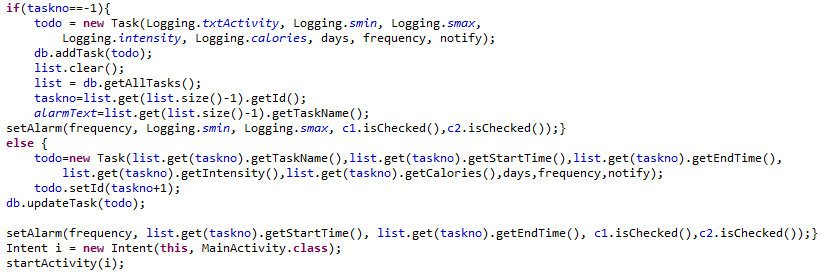 if(taskno==-1){
todo = new Task(Logging.txtActivity, Logging.smin, Logging.smax,
Logging.intensity, Logging.calories, days, frequency, notify);
db.addTask(todo);
list.clear();
list = db.getAllTasks();
taskno=list.get(list.size()-1).getId();
alarmText=list.get(list.size()-1).getTaskName();
setAlarm(frequency, Logging.smin, Logging.smax, c1.isChecked(),c2.isChecked());}
else {
todo=new Task(list.get(taskno).getTaskName(),list.get(taskno).getStartTime(),list.get(taskno).getEndTime(),
list.get(taskno).getIntensity(),list.get(taskno).getCalories(),days,frequency,notify);
todo.setId(taskno+1);
db.updateTask(todo);
setAlarm(frequency, list.get(taskno).getStartTime(), list.get(taskno).getEndTime(), c1.isChecked(),c2.isChecked());}
Intent i = new Intent(this, MainActivity.class);
startActivity(i);